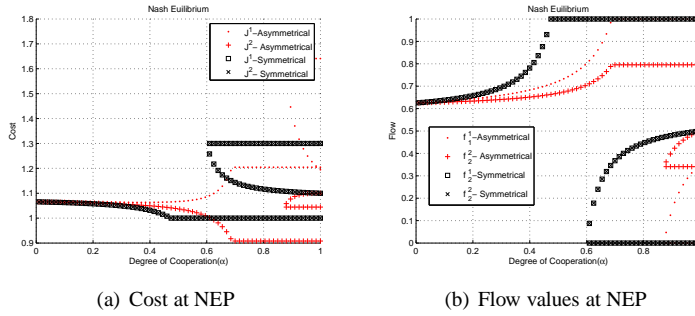 Nash Euilibrium
1.8
1.7
1.6
1.5
1.4
1.3
1.2
1.1
1
0.9
Cost
0
0.2
0.4
0.6
0.8
1
Degree of Cooperation(α)
J¹-Asymmetrical
J²- Asymmetrical
J¹-Symmetrical
J²- Symmetrical
(a) Cost at NEP
Nash Euilibrium
1
0.9
0.8
0.7
0.6
0.5
0.4
0.3
0.2
0.1
0
Flow
0
0.2
0.4
0.6
0.8
Degree of Cooperation(α)
f¹₁-Asymmetrical
f²₂- Asymmetrical
f¹₂-Symmetrical
f²₂- Symmetrical
(b) Flow values at NEP